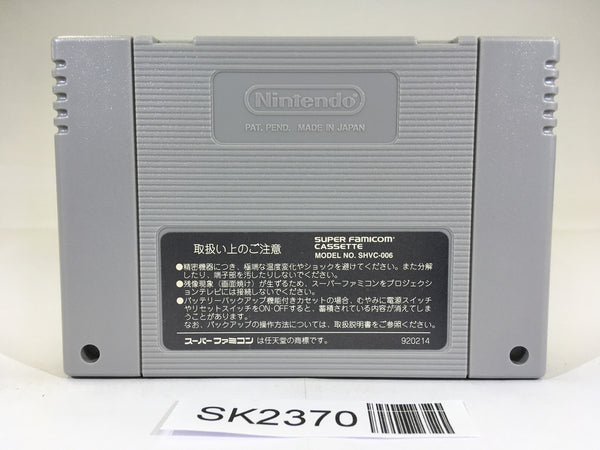 Nintendo
PAT. PEND. MADE IN JAPAN
取扱い上のご注意
SUPER FAMICOM
CASSETTE
MODEL NO. SHVC-006
●精密機器につき、極端な温度変化やショックを避けてください。また分解
したり、端子部を汚したりしないでください。
●残像現象（画面焼け）が生ずるため、スーパーファミコンをプロジェクショ
ンテレビには接続しないでください。
●バッテリーバックアップ機能付きカセットの場合、むやみに電源スイッチ
やリセットスイッチをON・OFFすると、蓄積されている内容が消えてしま
うことがあります。
なお、バックアップの操作方法については、取扱説明書をご参照ください。
スーパーファミコン は任天堂の商標です。
920214
SK2370